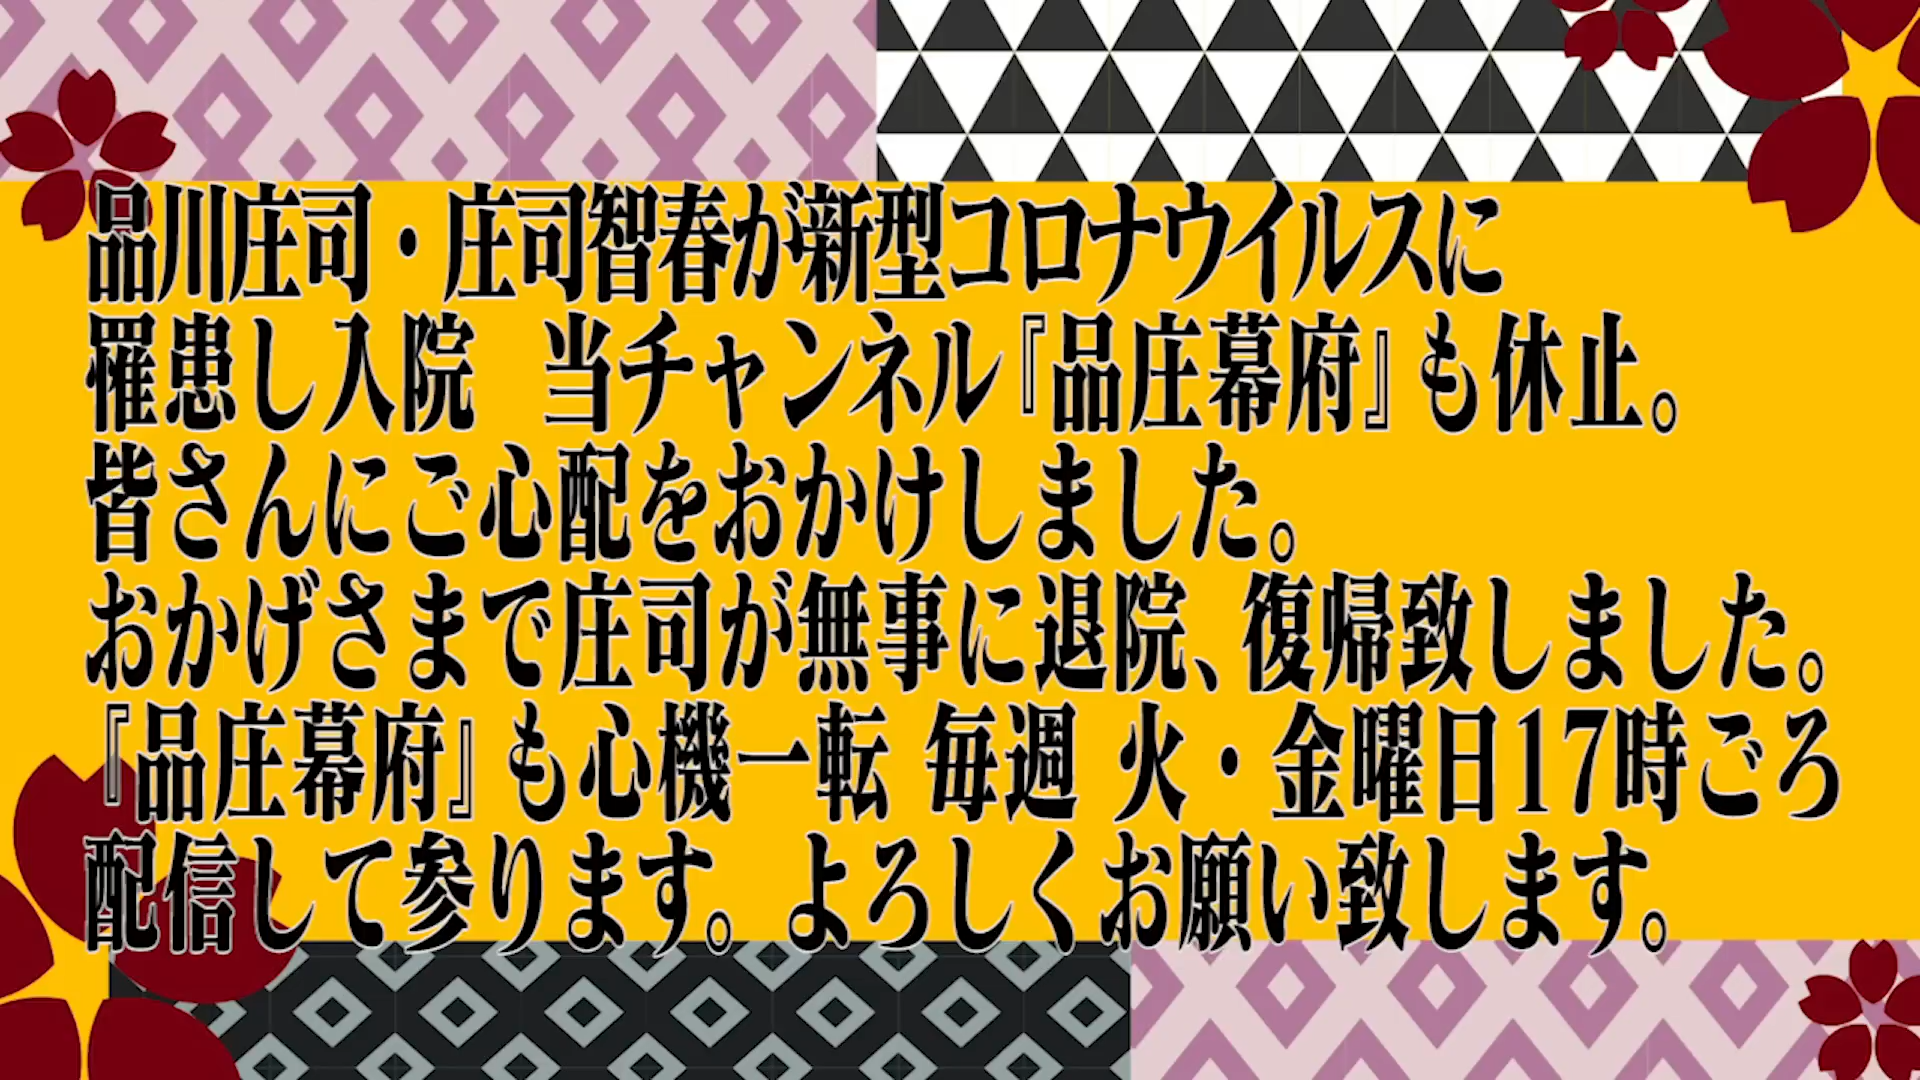 品川庄司・庄司智春が新型コロナウイルスに
罹患し入院　当チャンネル『品庄幕府』も休止。
皆さんにご心配をおかけしました。
おかげさまで庄司が無事に退院、復帰致しました。
『品庄幕府』も心機一転 毎週 火・金曜日17時ごろ
配信して参ります。よろしくお願い致します。